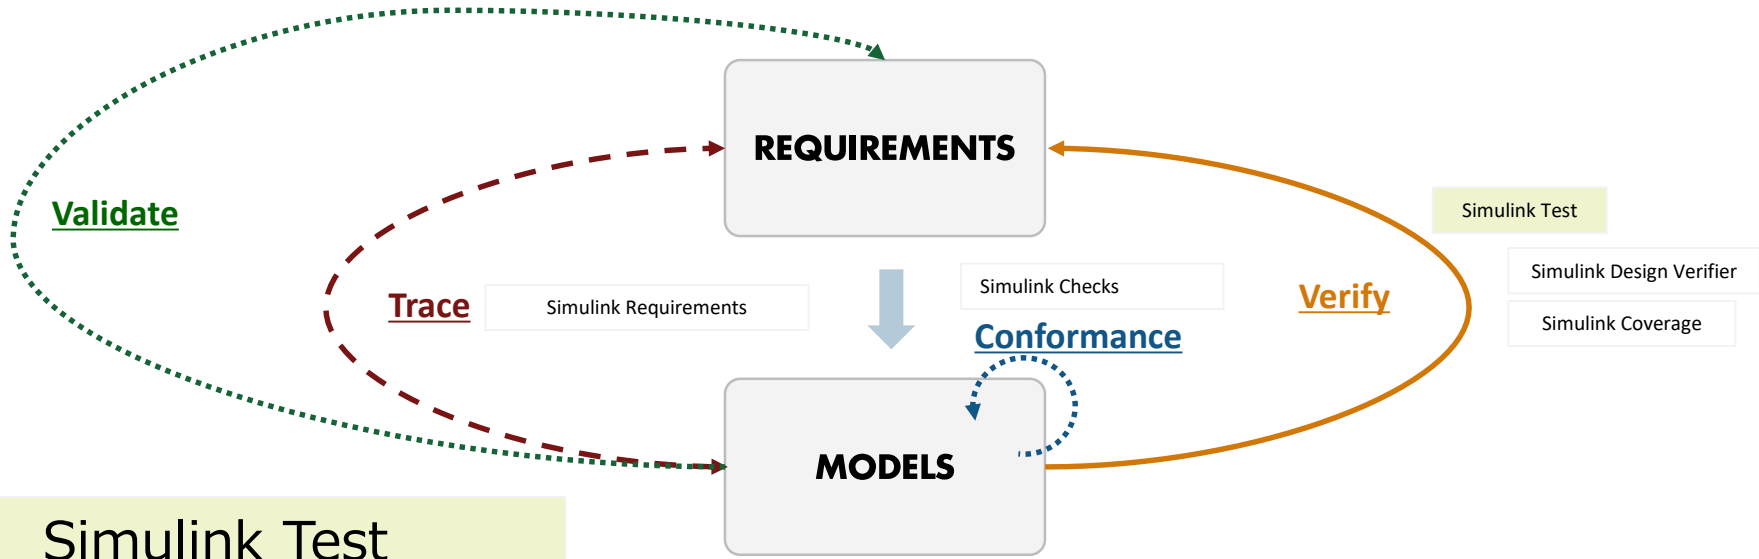 REQUIREMENTS
Validate
Simulink Test
Simulink Design Verifier
Simulink Checks
Trace
Simulink Requirements
Verify
Simulink Coverage
Conformance
MODELS
Simulink Test